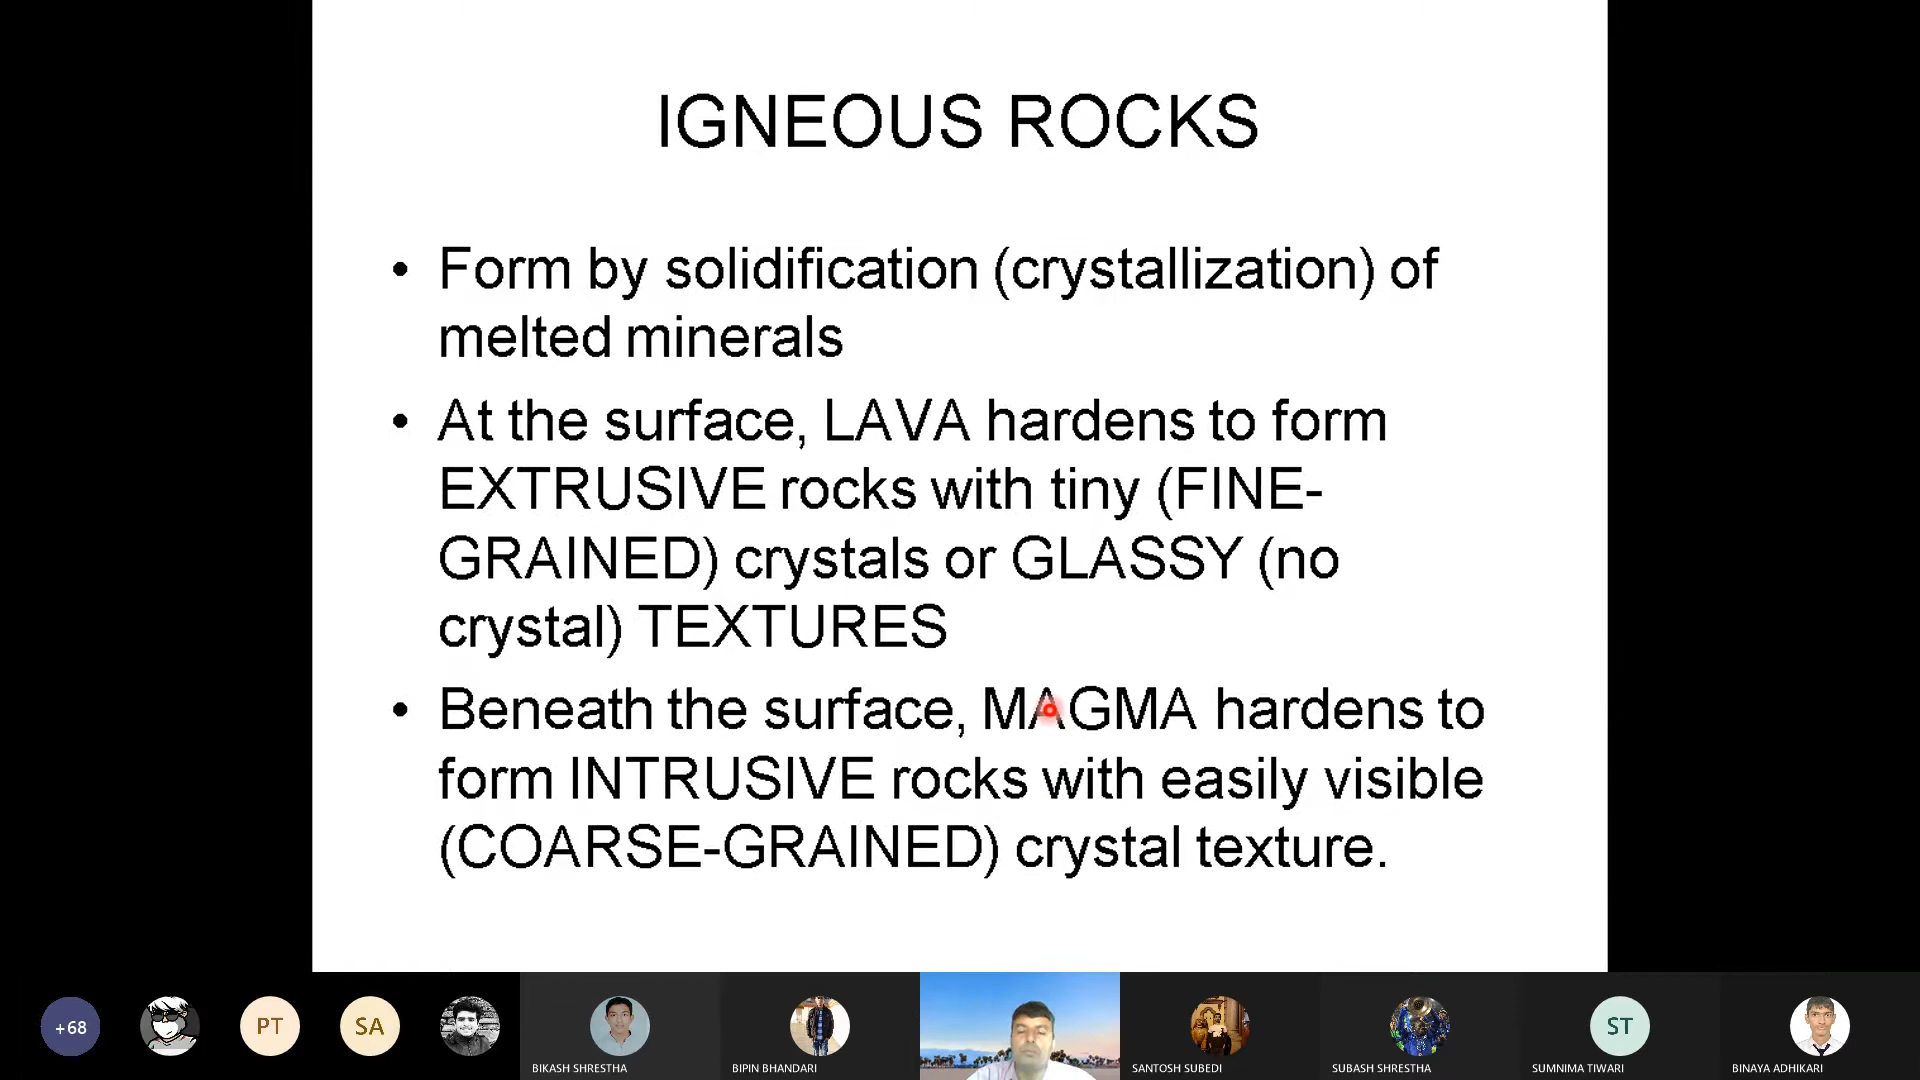 IGNEOUS ROCKS
• Form by solidification (crystallization) of
melted minerals
• At the surface, LAVA hardens to form
EXTRUSIVE rocks with tiny (FINE-
GRAINED) crystals or GLASSY (no
crystal) TEXTURES
• Beneath the surface, MAGMA hardens to
form INTRUSIVE rocks with easily visible
(COARSE-GRAINED) crystal texture.
+68
PT
SA
ST
BIKASH SHRESTHA
BIPIN BHANDARI
SANTOSH SUBEDI
SUBASH SHRESTHA
SUMNIMA TIWARI
BINAYA ADHIKARI